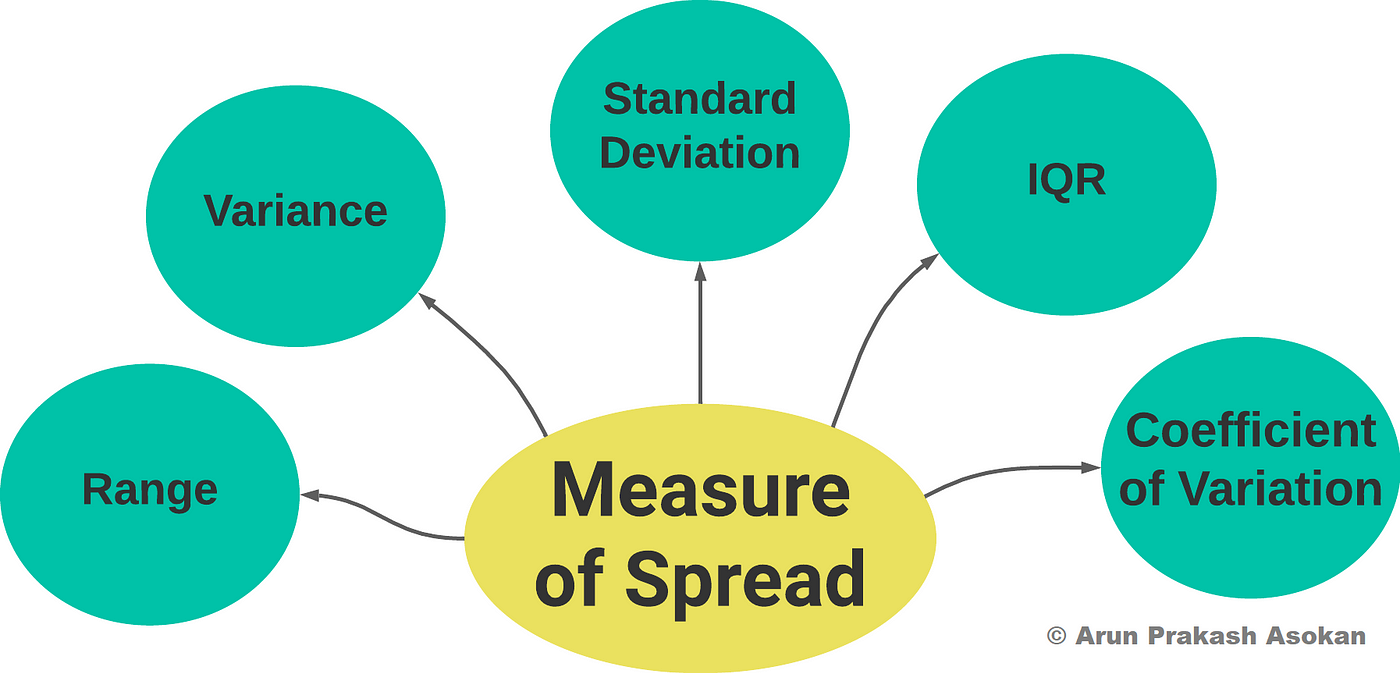 Standard
Deviation
IQR
Variance
Coefficient
of Variation
Range
Measure
of Spread
© Arun Prakash Asokan